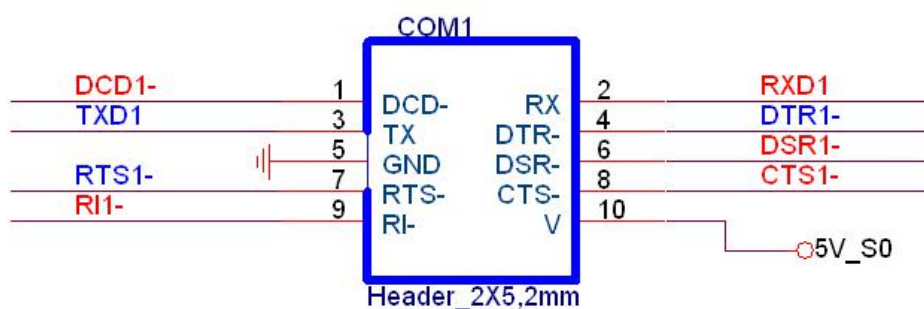 COM1
DCD1- 1 DCD- RX 2 RXD1
TXD1 3 TX DTR- 4 DTR1-
5 GND DSR- 6 DSR1-
RTS1- 7 RTS- CTS- 8 CTS1-
RI1- 9 RI- V 10
5V_S0
Header_2X5,2mm